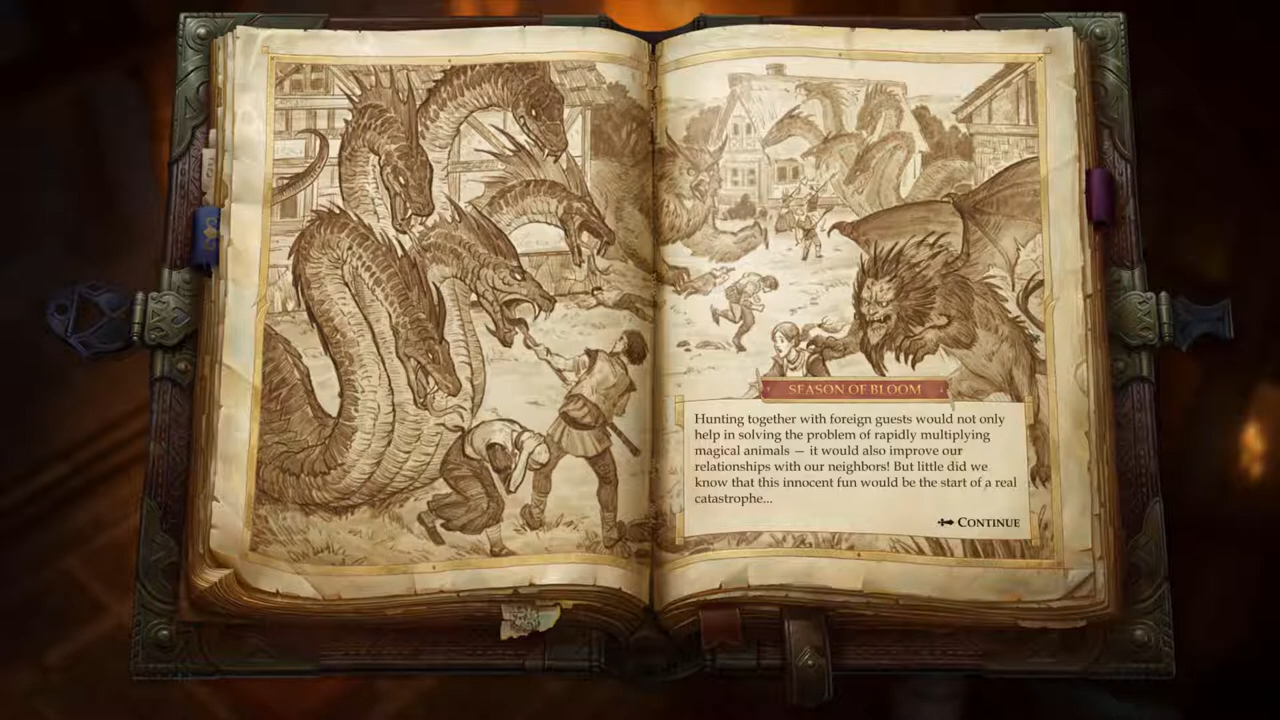 SEASON OF BLOOM
Hunting together with foreign guests would not only
help in solving the problem of rapidly multiplying
magical animals — it would also improve our
relationships with our neighbors! But little did we
know that this innocent fun would be the start of a real
catastrophe...
CONTINUE